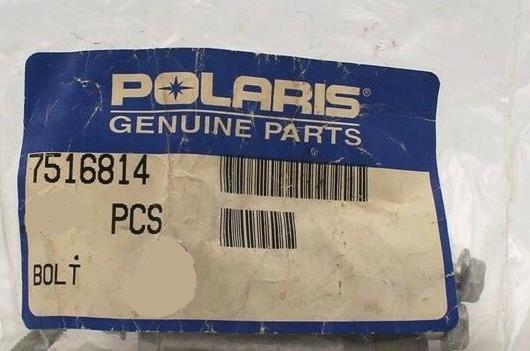 POLARIS®
GENUINE PARTS
7516814
PCS
BOLT